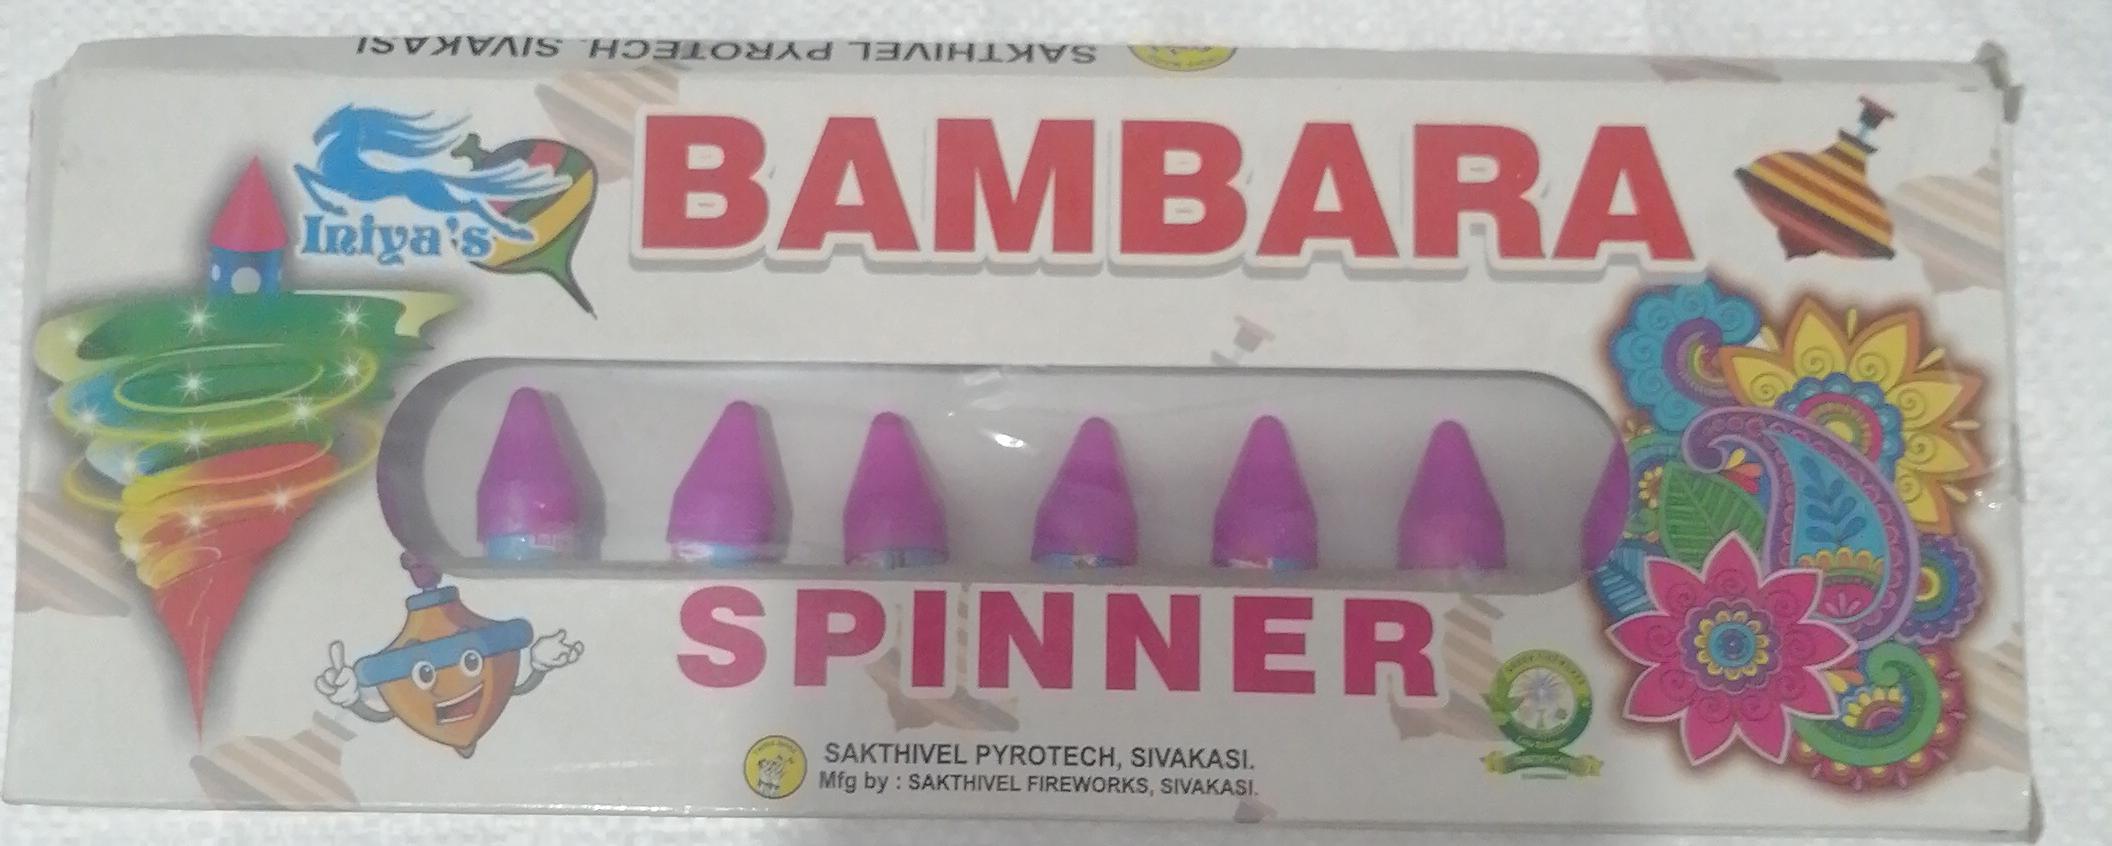 SAKTHIVEL PYROTECH, SIVAKASI
Iniya's
BAMBARA
SPINNER
SAKTHIVEL PYROTECH, SIVAKASI.
Mfg by : SAKTHIVEL FIREWORKS, SIVAKASI.